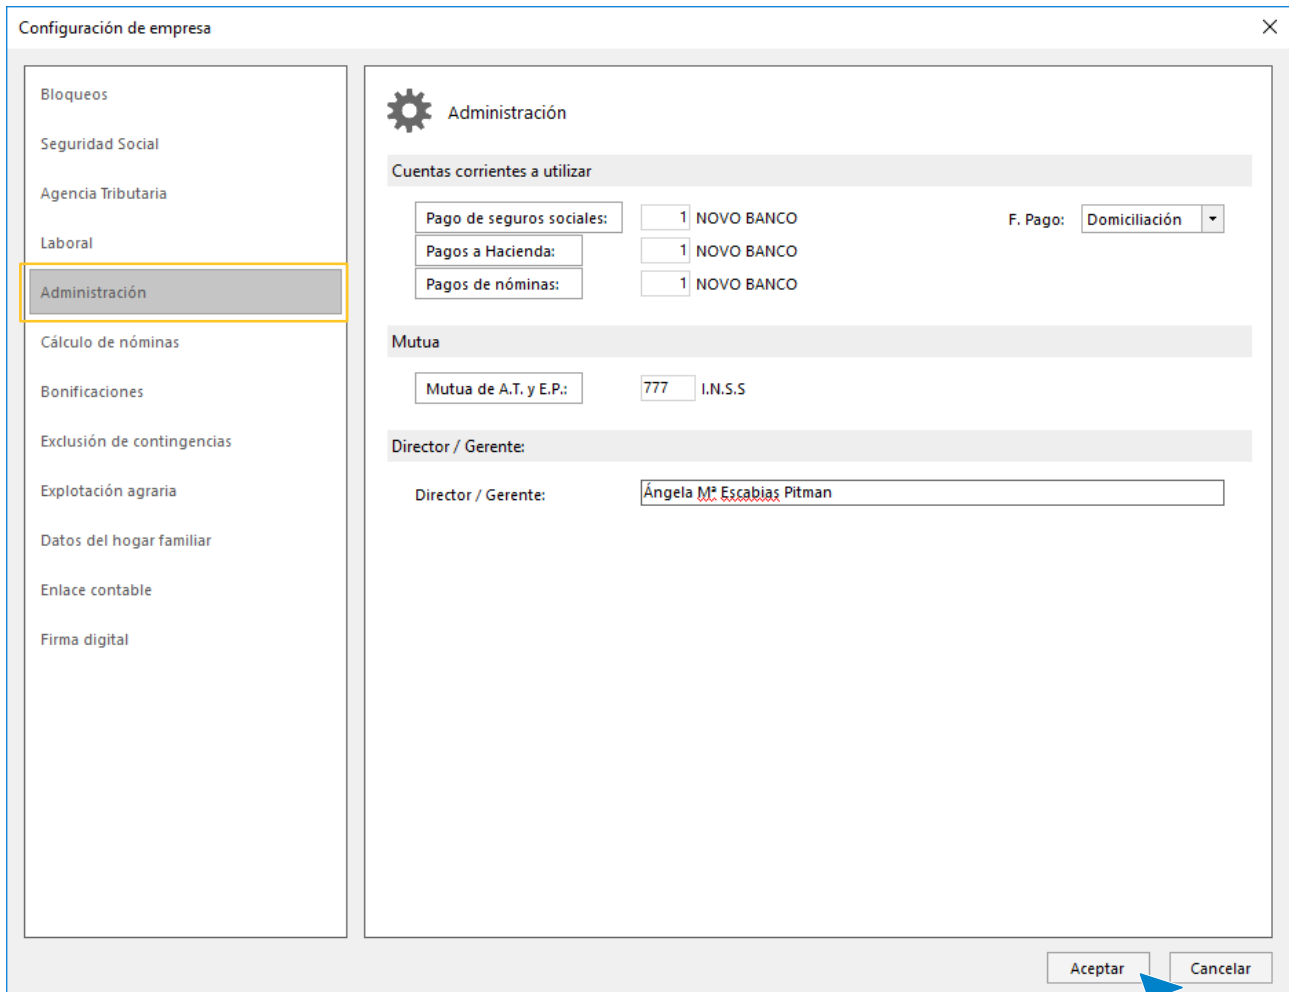 Configuración de empresa
Bloqueos
Seguridad Social
Agencia Tributaria
Laboral
Administración
Cálculo de nóminas
Bonificaciones
Exclusión de contingencias
Explotación agraria
Datos del hogar familiar
Enlace contable
Firma digital
Administración
Cuentas corrientes a utilizar
Pago de seguros sociales: 1 NOVO BANCO F. Pago: Domiciliación
Pagos a Hacienda: 1 NOVO BANCO
Pagos de nóminas: 1 NOVO BANCO
Mutua
Mutua de A.T. y E.P.: 777 I.N.S.S
Director / Gerente:
Director / Gerente: Ángela Mª Escabias Pitman
Aceptar Cancelar